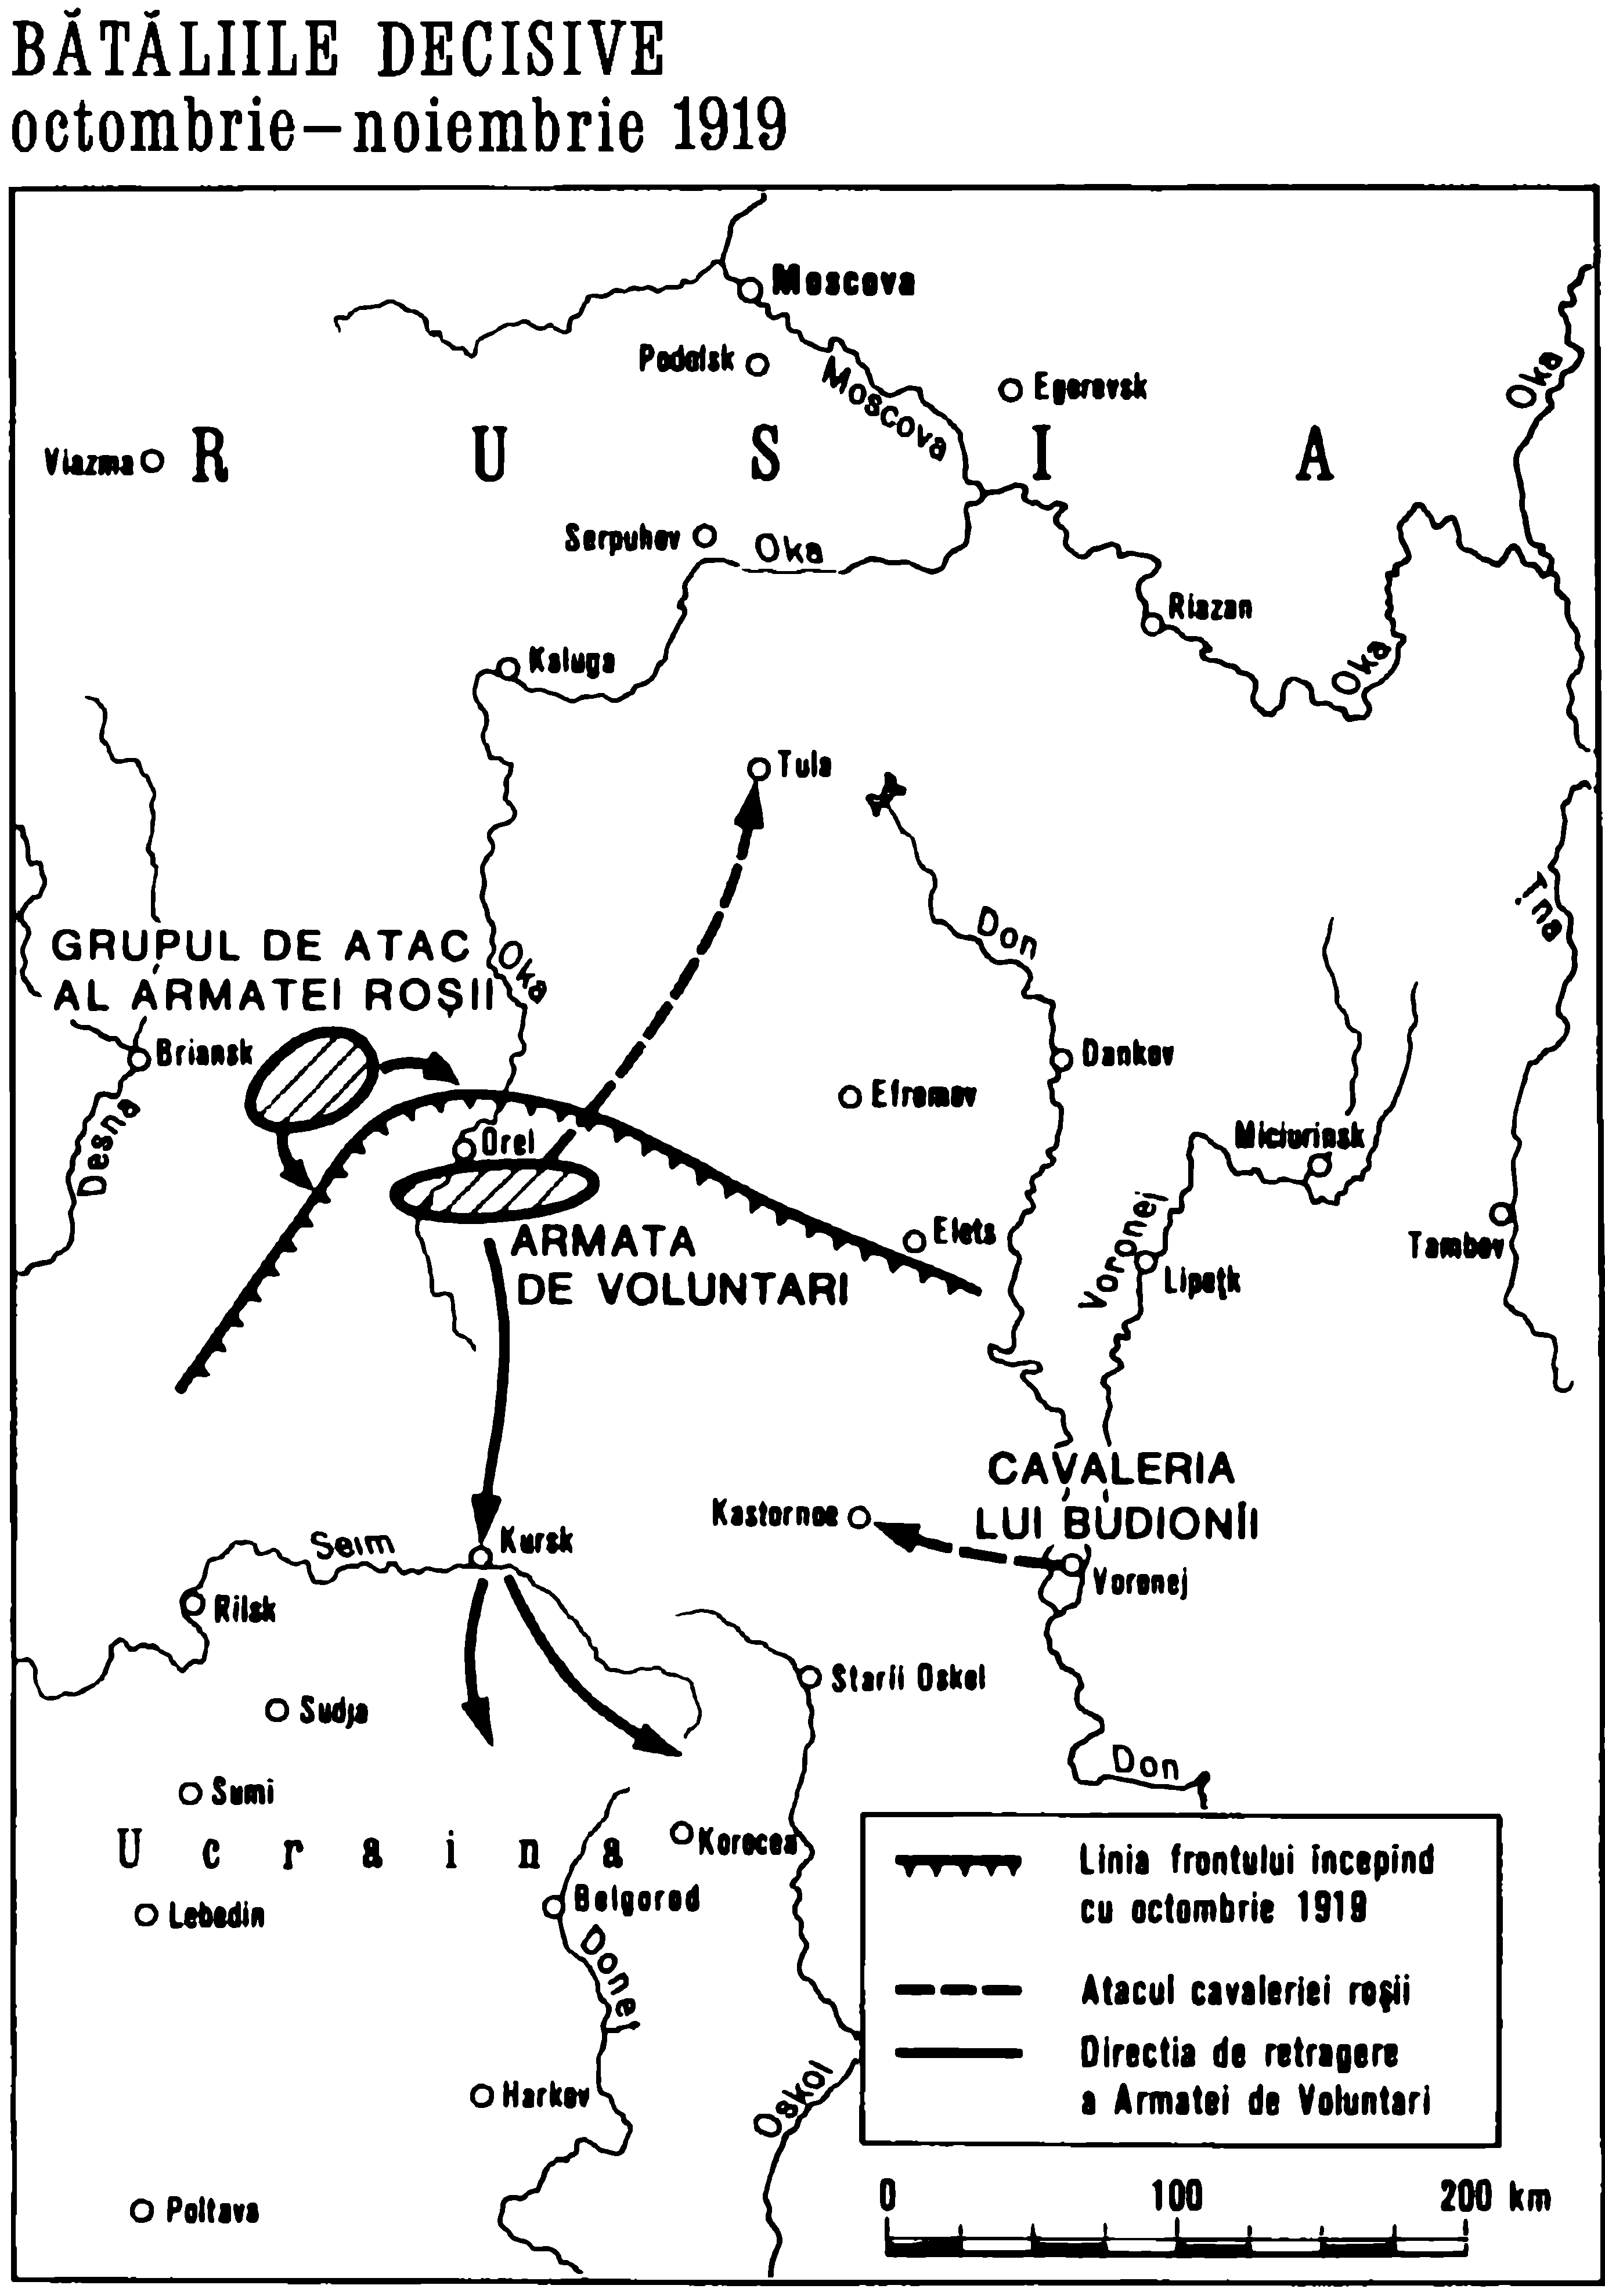 BĂTĂLIILE DECISIVE
octombrie–noiembrie 1919
Moscova
Podolsk
Moscova
Egorevsk
Oka
Viazma
R U S I A
Serpuhov
Oka
Riazan
Kaluga
Oka
Tula
Don
Țna
GRUPUL DE ATAC
AL ARMATEI ROȘII
Oka
Briansk
Dankov
Efremov
Desna
Orel
Miciurinsk
ARMATA
DE VOLUNTARI
Elets
Voronej
Lipețk
Tambov
CAVALERIA
LUI BUDIONÎI
Kastornoe
Seim
Kursk
Voronej
Rilsk
Starii Oskol
Sudja
Don
Sumi
Ucraina
Korocea
Lebedin
Belgorod
Doneț
Harkov
Oskol
Poltava
Linia frontului începînd
cu octombrie 1919
Atacul cavaleriei roșii
Directia de retragere
a Armatei de Voluntari
0 100 200 km